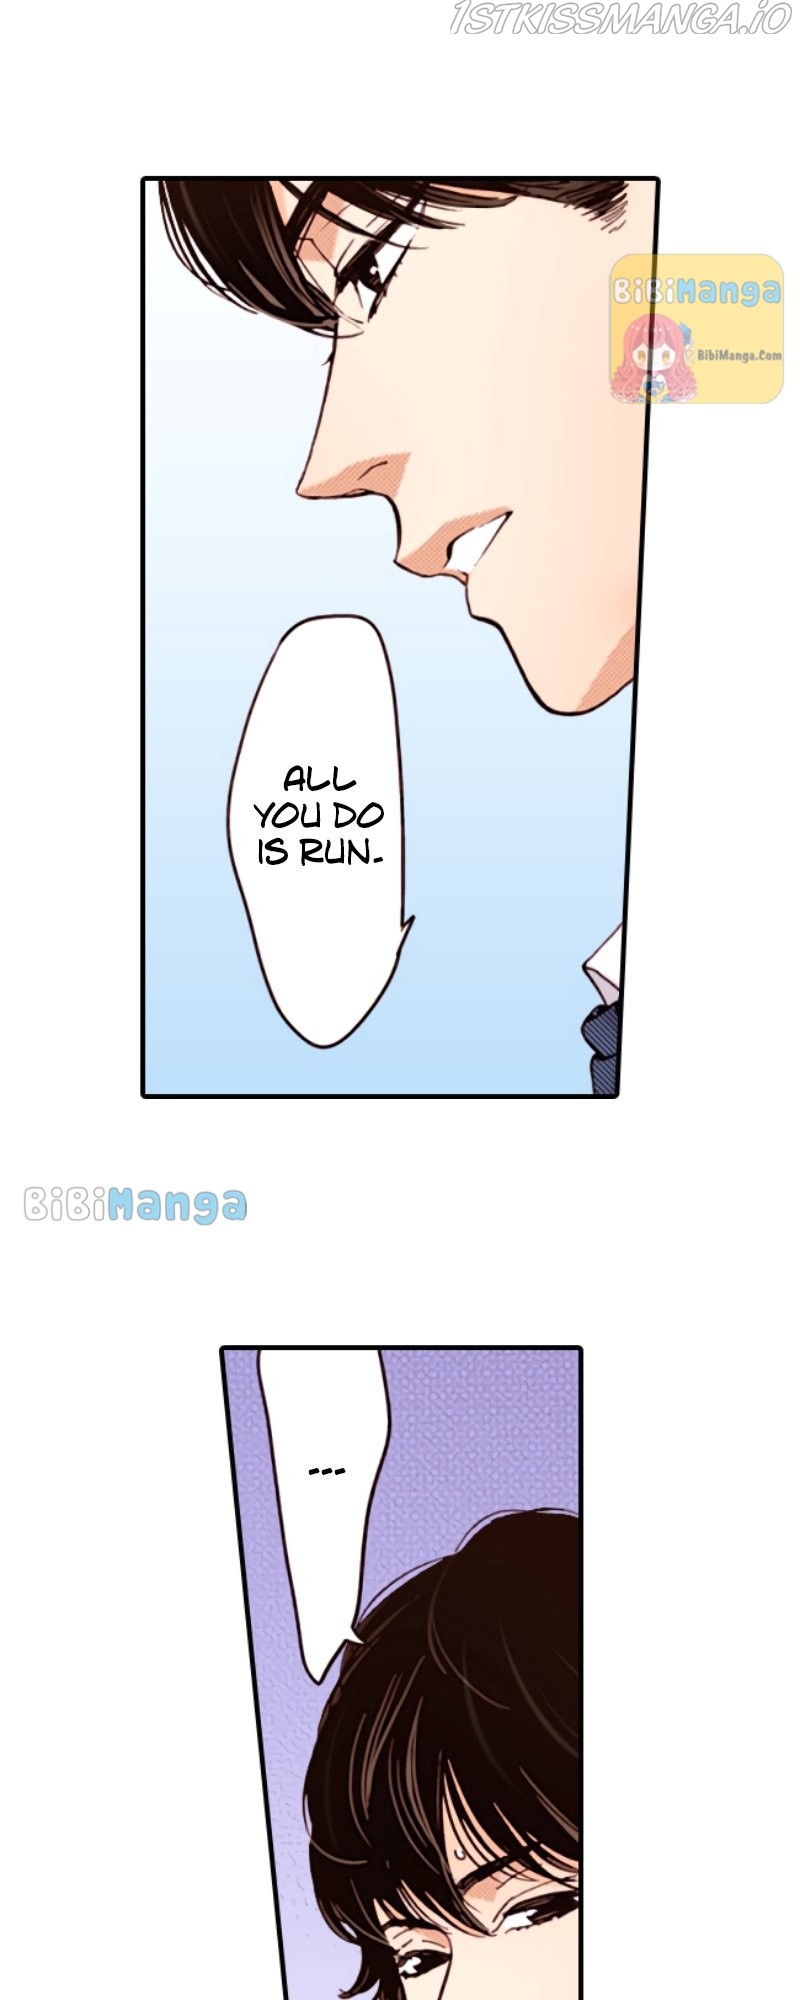 1STKISSMANGA.IO
BiBiManga
BibiManga.Com
ALL
YOU DO
IS RUN.
BiBiManga
...